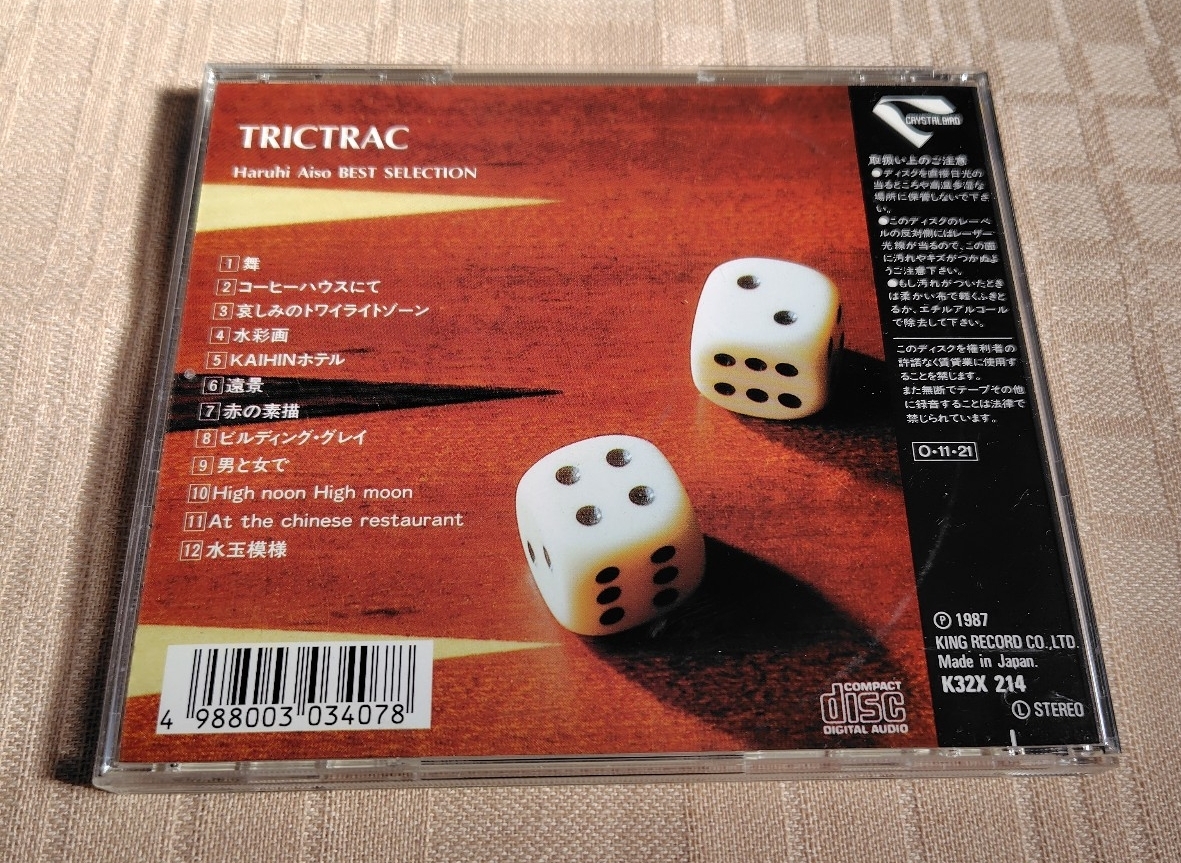 TRICTRAC
Haruhi Aiso BEST SELECTION
1 舞
2 コーヒーハウスにて
3 哀しみのトワイライトゾーン
4 水彩画
5 KAIHINホテル
6 遠景
7 赤の素描
8 ビルディング・グレイ
9 男と女で
10 High noon High moon
11 At the chinese restaurant
12 水玉模様
4 988003 034078
COMPACT
disc
DIGITAL AUDIO
CRYSTALBIRD
取扱い上のご注意
●ディスクを直接日光の
当るところや高温多湿な
場所に保管しないで下さ
い。
●このディスクのレーベ
ルの反対側にはレーザー
光線が当るので、この面
に汚れやキズがつかぬよ
うご注意下さい。
●もし汚れがついたとき
は柔かい布で軽くふきと
るか、エチルアルコール
で除去して下さい。
このディスクを権利者の
許諾なく賃貸業に使用す
ることを禁じます。
また無断でテープその他
に録音することは法律で
禁じられています。
O・11・21
Ⓟ 1987
KING RECORD CO.,LTD.
Made in Japan.
K32X 214
Ⓛ STEREO